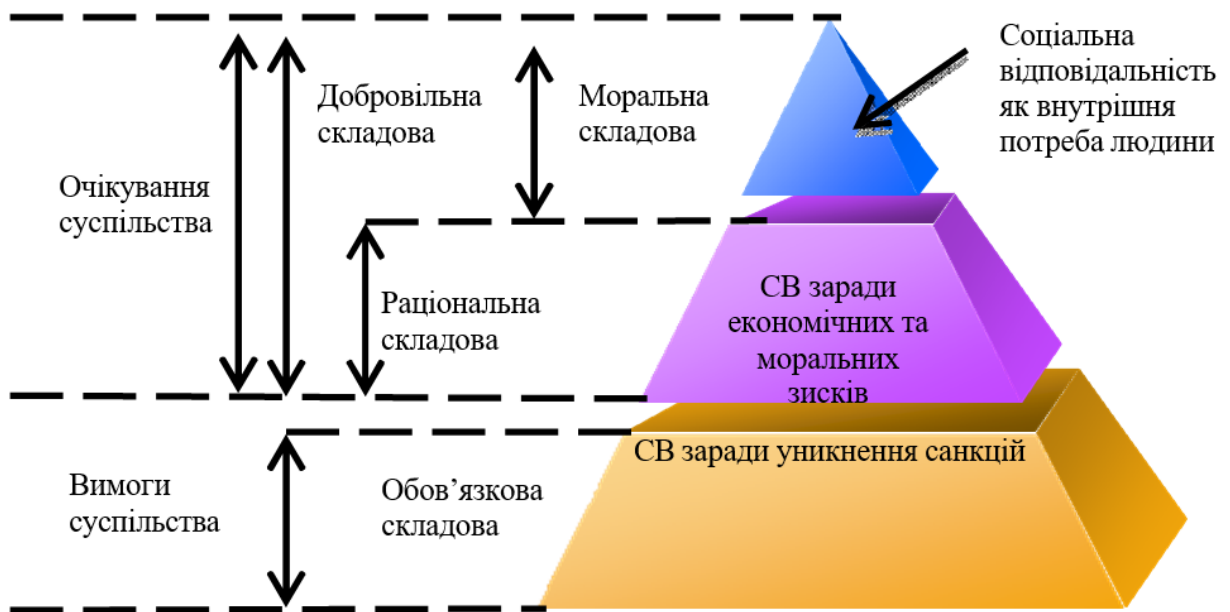 Соціальна
відповідальність
як внутрішня
потреба людини
Добровільна
складова
Моральна
складова
Очікування
суспільства
Раціональна
складова
СВ заради
економічних та
моральних
зисків
СВ заради уникнення санкцій
Вимоги
суспільства
Обов’язкова
складова